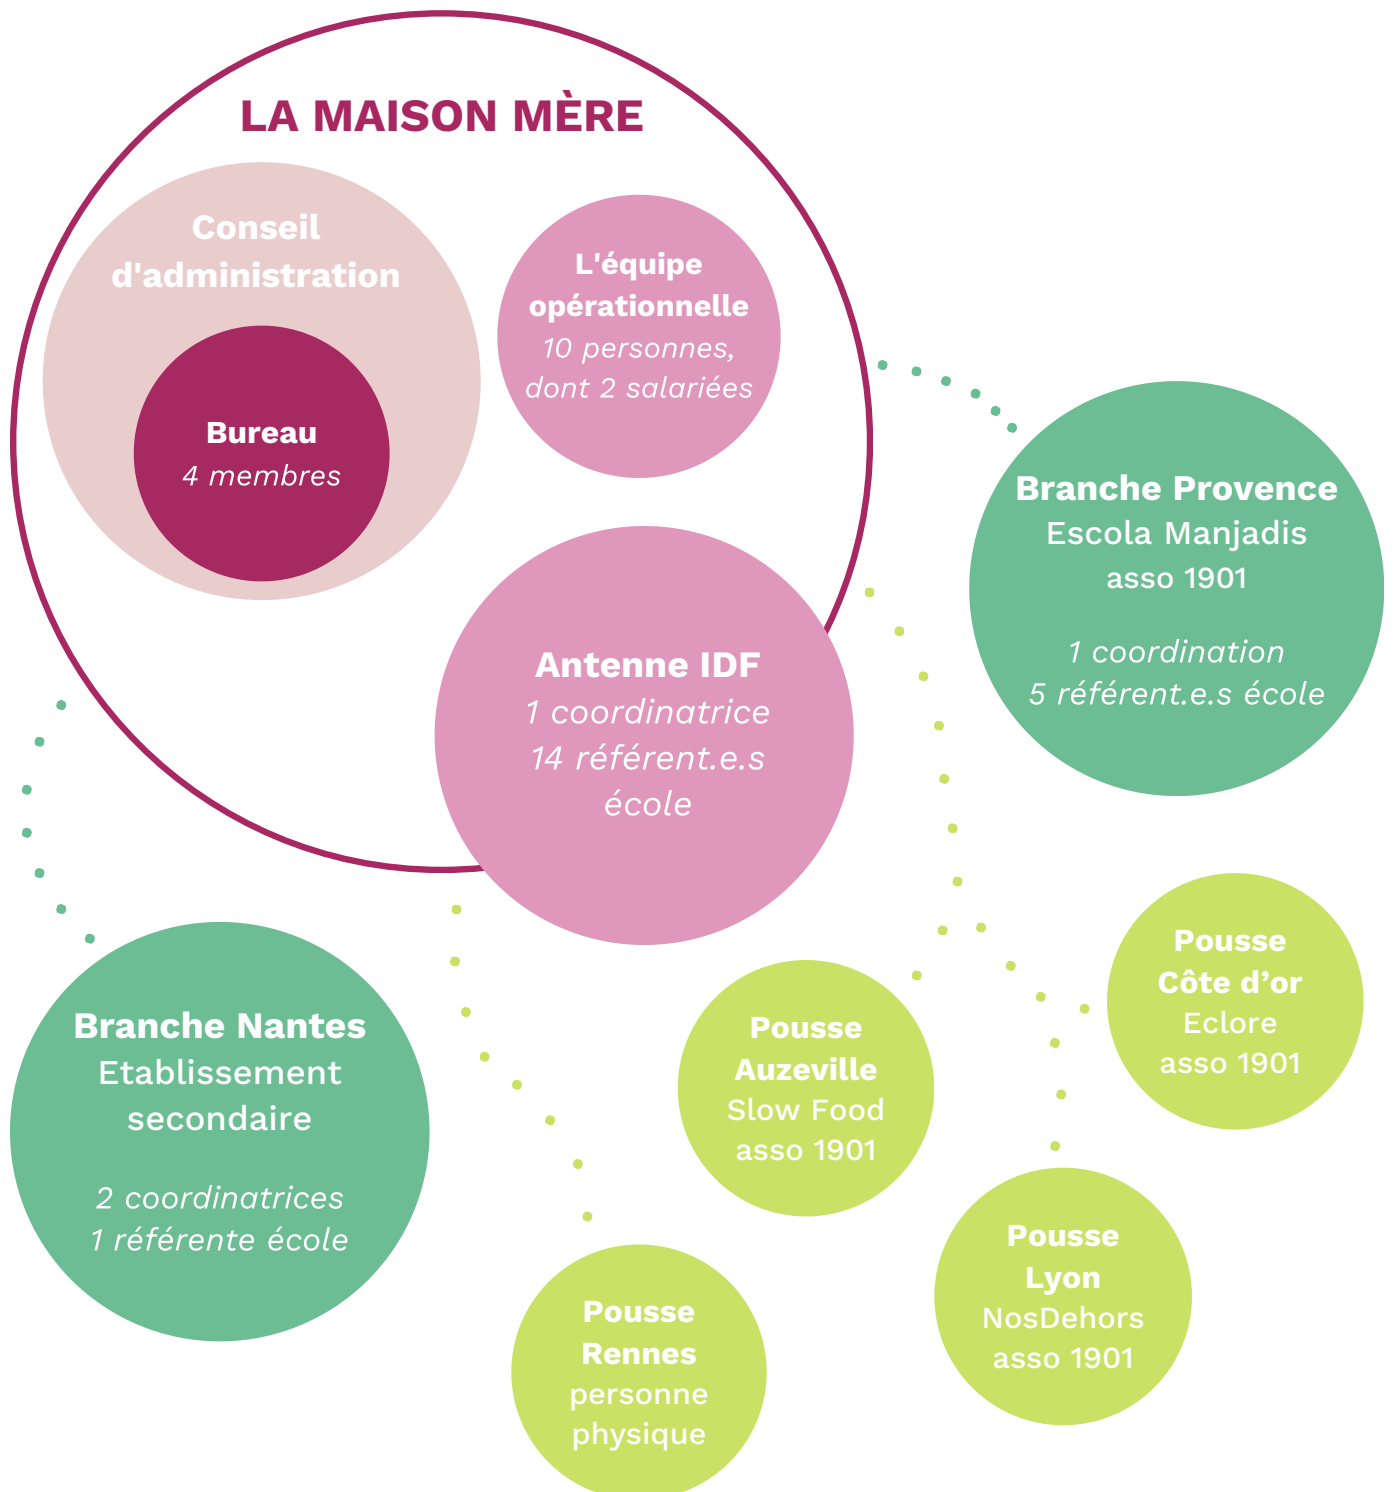 LA MAISON MÈRE
Conseil
d'administration
Bureau
4 membres
L'équipe
opérationnelle
10 personnes,
dont 2 salariées
Antenne IDF
1 coordinatrice
14 référent.e.s
école
Branche Provence
Escola Manjadis
asso 1901
1 coordination
5 référent.e.s école
Branche Nantes
Etablissement
secondaire
2 coordinatrices
1 référente école
Pousse
Auzeville
Slow Food
asso 1901
Pousse
Côte d’or
Eclore
asso 1901
Pousse
Lyon
NosDehors
asso 1901
Pousse
Rennes
personne
physique